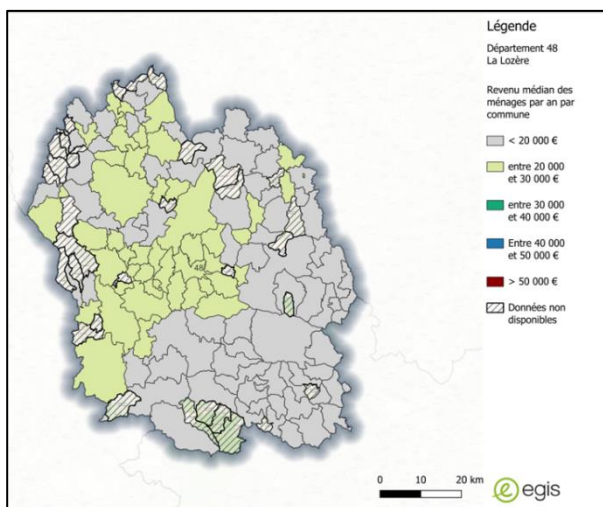 Légende
Département 48
La Lozère
Revenu médian des
ménages par an par
commune
< 20 000 €
entre 20 000
et 30 000 €
entre 30 000
et 40 000 €
Entre 40 000
et 50 000 €
> 50 000 €
Données non
disponibles
48
0 10 20 km
egis